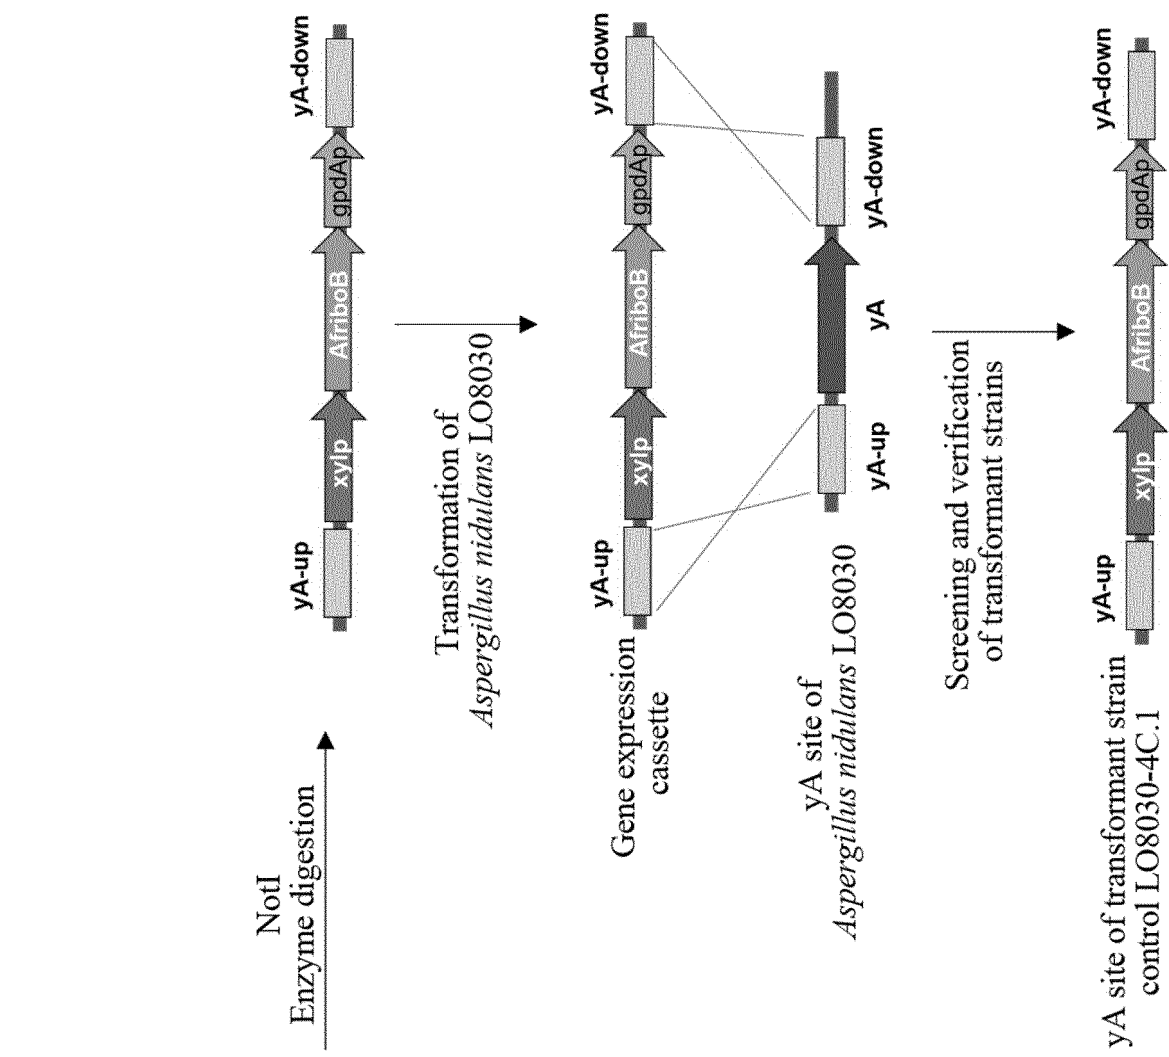 NotI
Enzyme digestion
yA-up
yA-down
xylp
AfriboB
gpdAp
Transformation of
Aspergillus nidulans LO8030
Gene expression
cassette
yA-up
yA-down
xylp
AfriboB
gpdAp
yA site of
Aspergillus nidulans LO8030
yA-up
yA
yA-down
Screening and verification
of transformant strains
yA site of transformant strain
control LO8030-4C.1
yA-up
yA-down
xylp
AfriboB
gpdAp